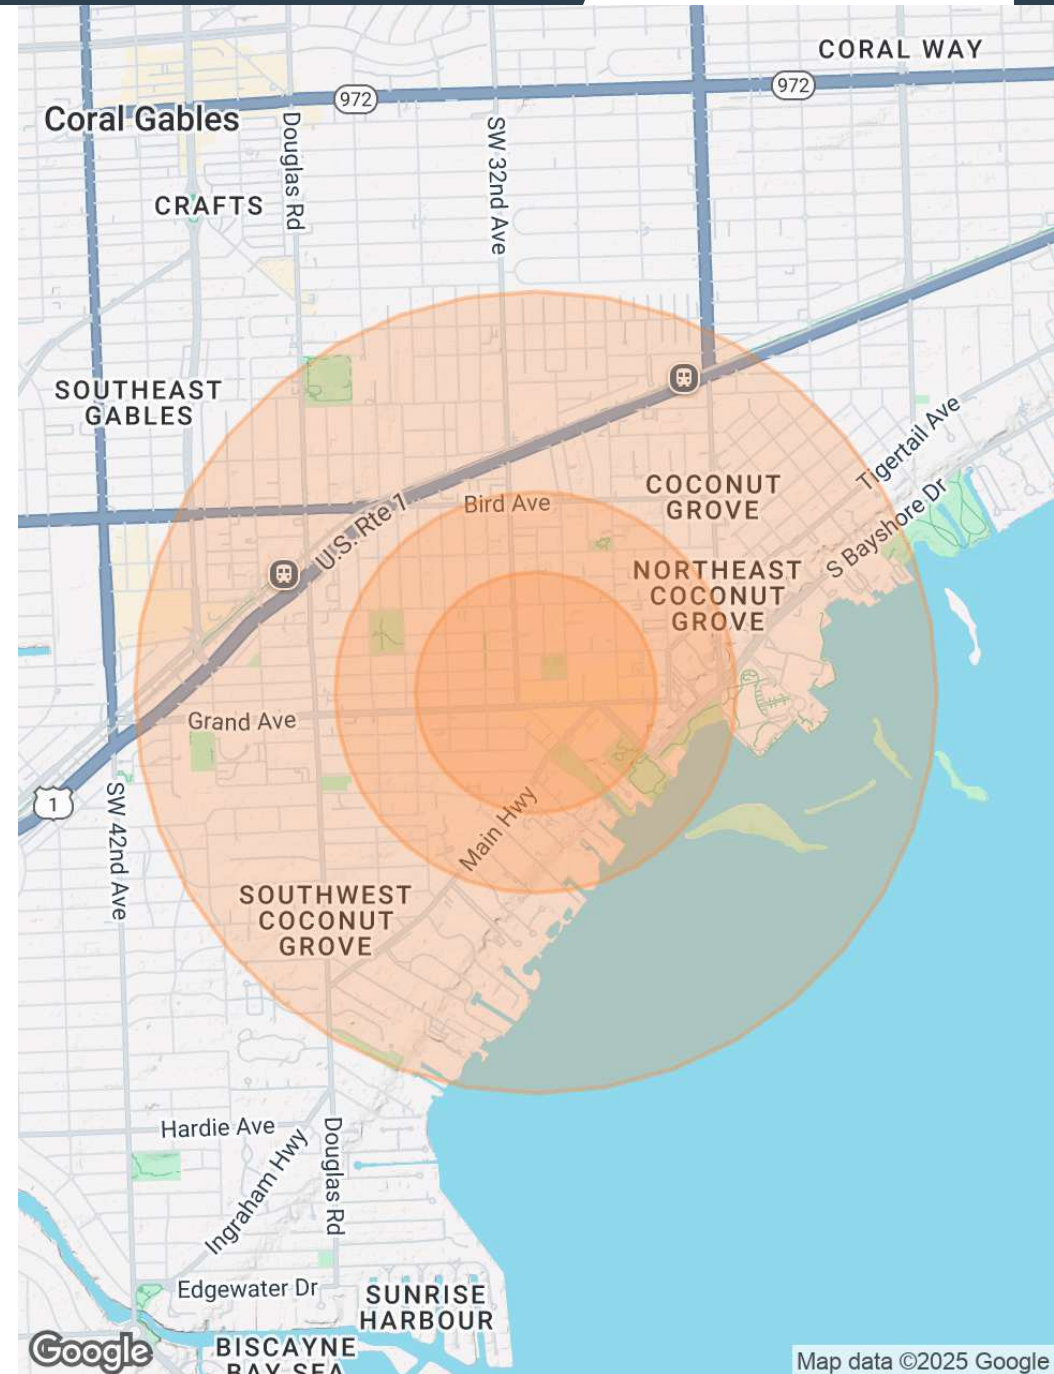 CORAL WAY
972
972
Coral Gables
Douglas Rd
SW 32nd Ave
CRAFTS
SOUTHEAST
GABLES
Tigertail Ave
COCONUT
GROVE
Bird Ave
U.S. Rte 1
S Bayshore Dr
NORTHEAST
COCONUT
GROVE
Grand Ave
1
SW 42nd Ave
Main Hwy
SOUTHWEST
COCONUT
GROVE
Hardie Ave
Ingraham Hwy
Douglas Rd
Edgewater Dr
SUNRISE
HARBOUR
BISCAYNE
BAY SEA
Google
Map data ©2025 Google